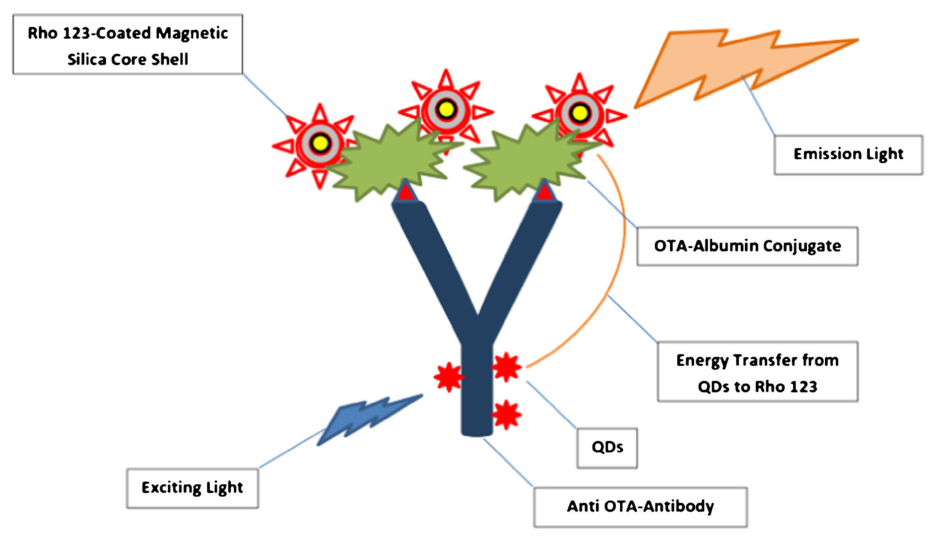 Rho 123-Coated Magnetic
Silica Core Shell
Emission Light
OTA-Albumin Conjugate
Energy Transfer from
QDs to Rho 123
QDs
Exciting Light
Anti OTA-Antibody